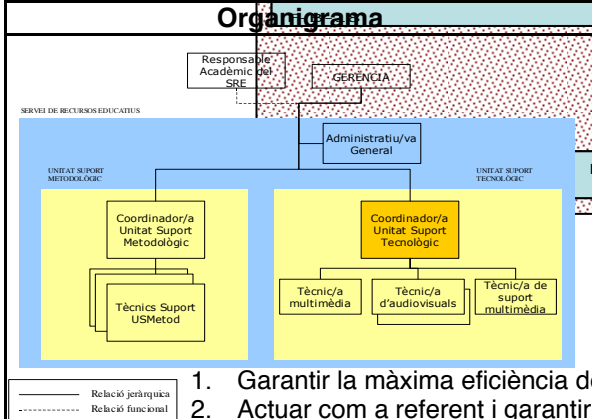 Organigrama
Responsable
Acadèmic del
SRE
GERÈNCIA
SERVEI DE RECURSOS EDUCATIUS
Administratiu/va
General
UNITAT SUPORT
METODOLÒGIC
UNITAT SUPORT
TECNOLÒGIC
Coordinador/a
Unitat Suport
Metodològic
Coordinador/a
Unitat Suport
Tecnològic
Tècnics Suport
USMetod
Tècnic/a
multimèdia
Tècnic/a
d'audiovisuals
Tècnic/a de
suport
multimèdia
Relació jeràrquica
Relació funcional
1. Garantir la màxima eficiència de
2. Actuar com a referent i garantir